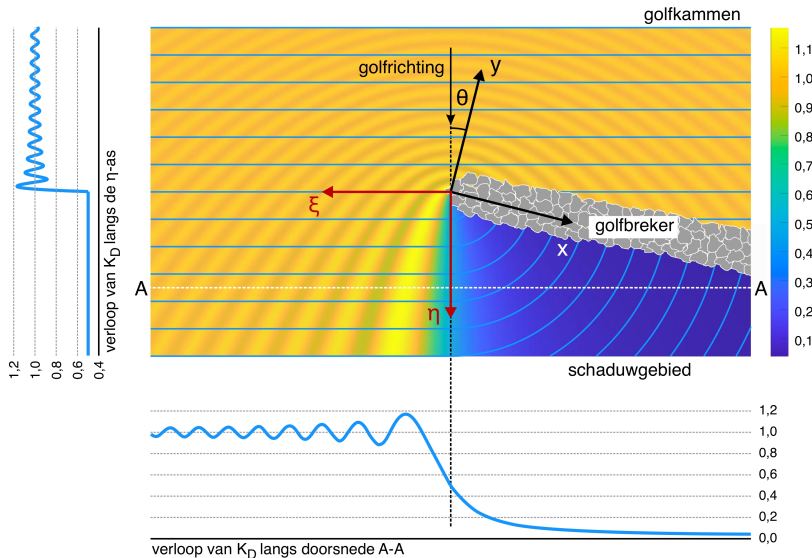 golfkammen
golfrichting
y
θ
ξ
golfbreker
x
A
A
η
schaduwgebied
1,1
1,0
0,9
0,8
0,7
0,6
0,5
0,4
0,3
0,2
0,1
verloop van K_D langs de η-as
1,2
1,0
0,8
0,6
0,4
1,2
1,0
0,8
0,6
0,4
0,2
0,0
verloop van K_D langs doorsnede A-A